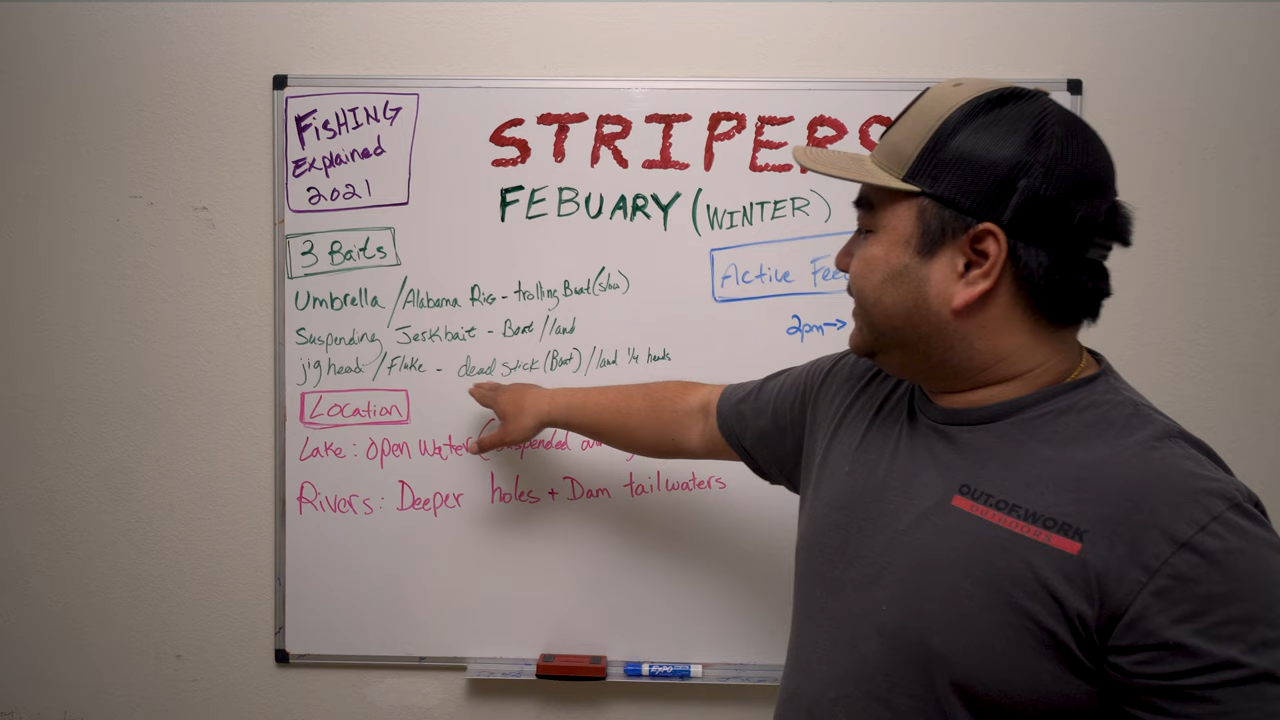 FisHING
Explained
2021
STRIPERS
FEBUARY (WINTER)
3 Baits
Umbrella / Alabama Rig - trolling Boat (slow)
Suspending Jerkbait - Boat / land
jig head / Fluke - dead stick (Boat) / land 1/4 heads
Active Fee
2pm→
Location
Lake: open water (suspended
Rivers: Deeper holes + Dam tailwaters
OUT.OF.WORK
OUTDOORS
EXPO